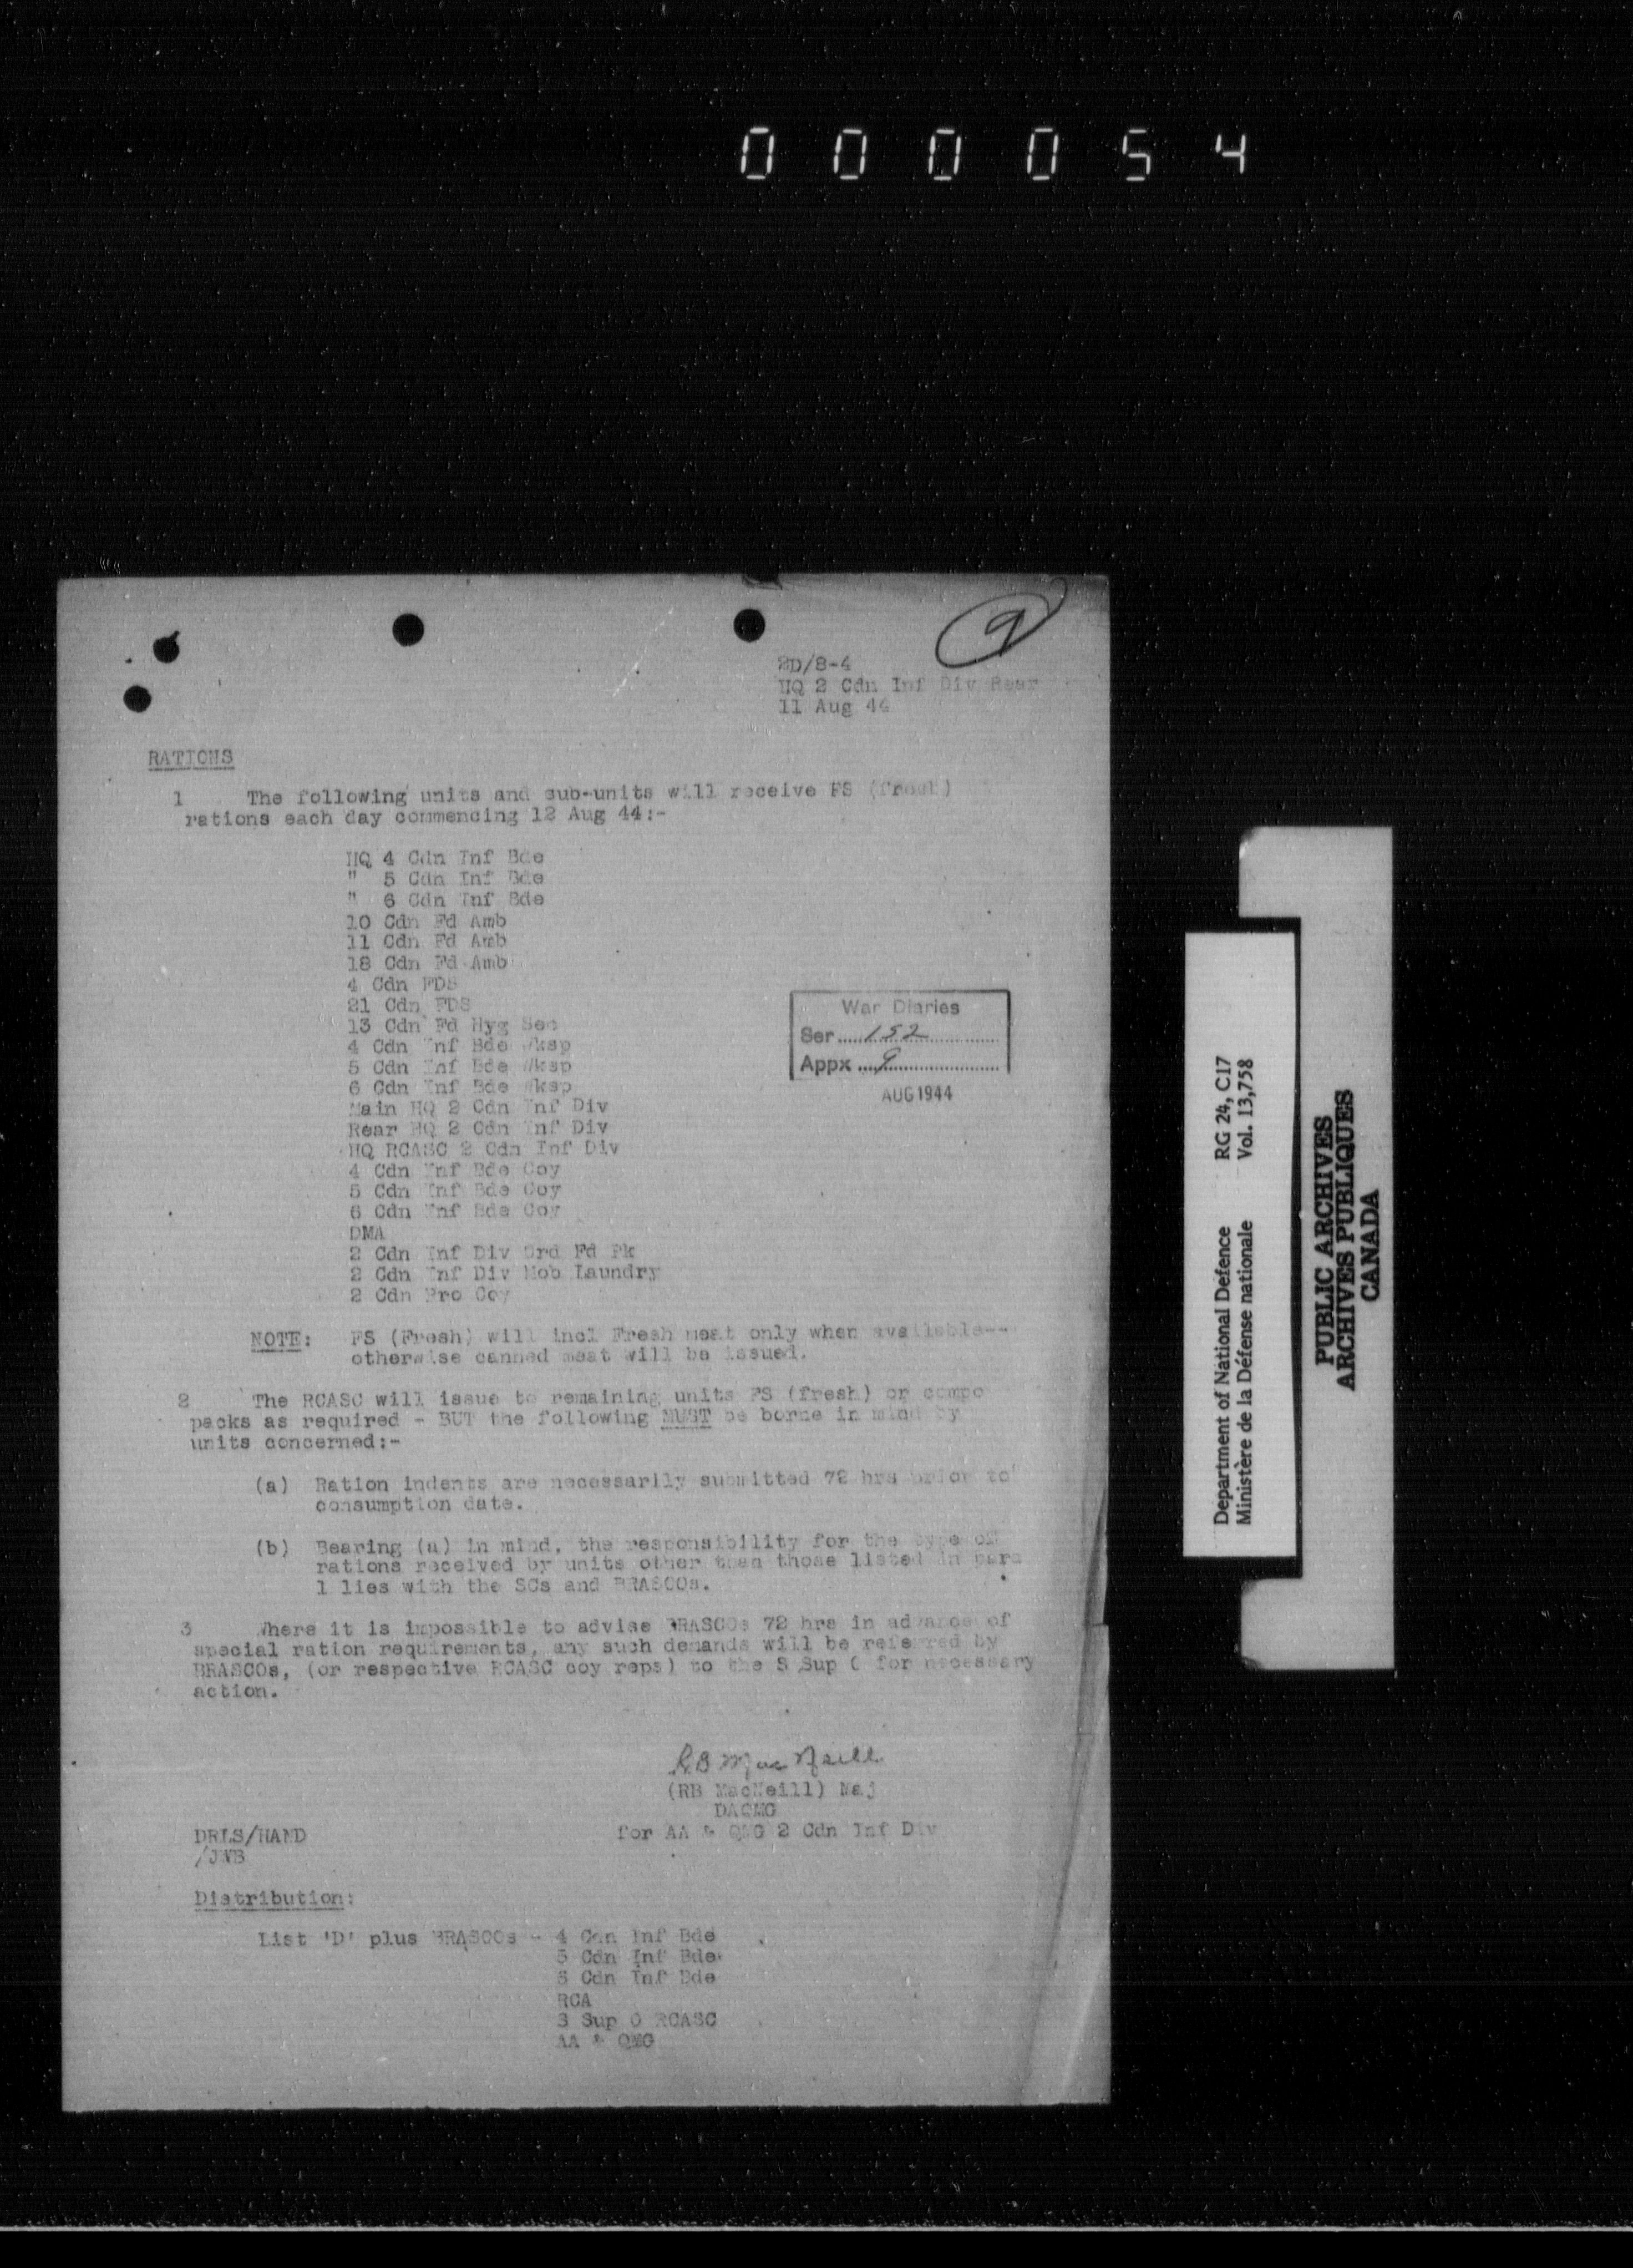 000054
9
2D/8-4
HQ 2 Cdn Inf Div Rear
11 Aug 44
RATIONS
1 The following units and sub-units will receive FS (fresh)
rations each day commencing 12 Aug 44:-
HQ 4 Cdn Inf Bde
" 5 Cdn Inf Bde
" 6 Cdn Inf Bde
10 Cdn Fd Amb
11 Cdn Fd Amb
18 Cdn Fd Amb
4 Cdn FDS
21 Cdn FDS
13 Cdn Fd Hyg Sec
4 Cdn Inf Bde Wksp
5 Cdn Inf Bde Wksp
6 Cdn Inf Bde Wksp
Main HQ 2 Cdn Inf Div
Rear HQ 2 Cdn Inf Div
HQ RCASC 2 Cdn Inf Div
4 Cdn Inf Bde Coy
5 Cdn Inf Bde Coy
6 Cdn Inf Bde Coy
DMA
2 Cdn Inf Div Ord Fd Pk
2 Cdn Inf Div Mob Laundry
2 Cdn Pro Coy
War Diaries
Ser....152
Appx....9
AUG 1944
NOTE: FS (Fresh) will incl Fresh meat only when available--
otherwise canned meat will be issued.
2 The RCASC will issue to remaining units FS (fresh) or compo
packs as required - BUT the following MUST be borne in mind by
units concerned:-
(a) Ration indents are necessarily submitted 72 hrs prior to
consumption date.
(b) Bearing (a) in mind, the responsibility for the type of
rations received by units other than those listed in para
1 lies with the SCs and BRASCOs.
3 Where it is impossible to advise BRASCOs 72 hrs in advance of
special ration requirements, any such demands will be referred by
BRASCOs, (or respective RCASC coy reps) to the S Sup O for necessary
action.
RB MacNeill
(RB MacNeill) Maj
DAQMG
for AA & QMG 2 Cdn Inf Div
DRLS/HAND
/JWB
Distribution:
List 'D' plus BRASCOs - 4 Cdn Inf Bde
5 Cdn Inf Bde
6 Cdn Inf Bde
RCA
S Sup O RCASC
AA & QMG
Department of National Defence RG 24, C17
Ministère de la Défense nationale Vol. 13,758
PUBLIC ARCHIVES
ARCHIVES PUBLIQUES
CANADA